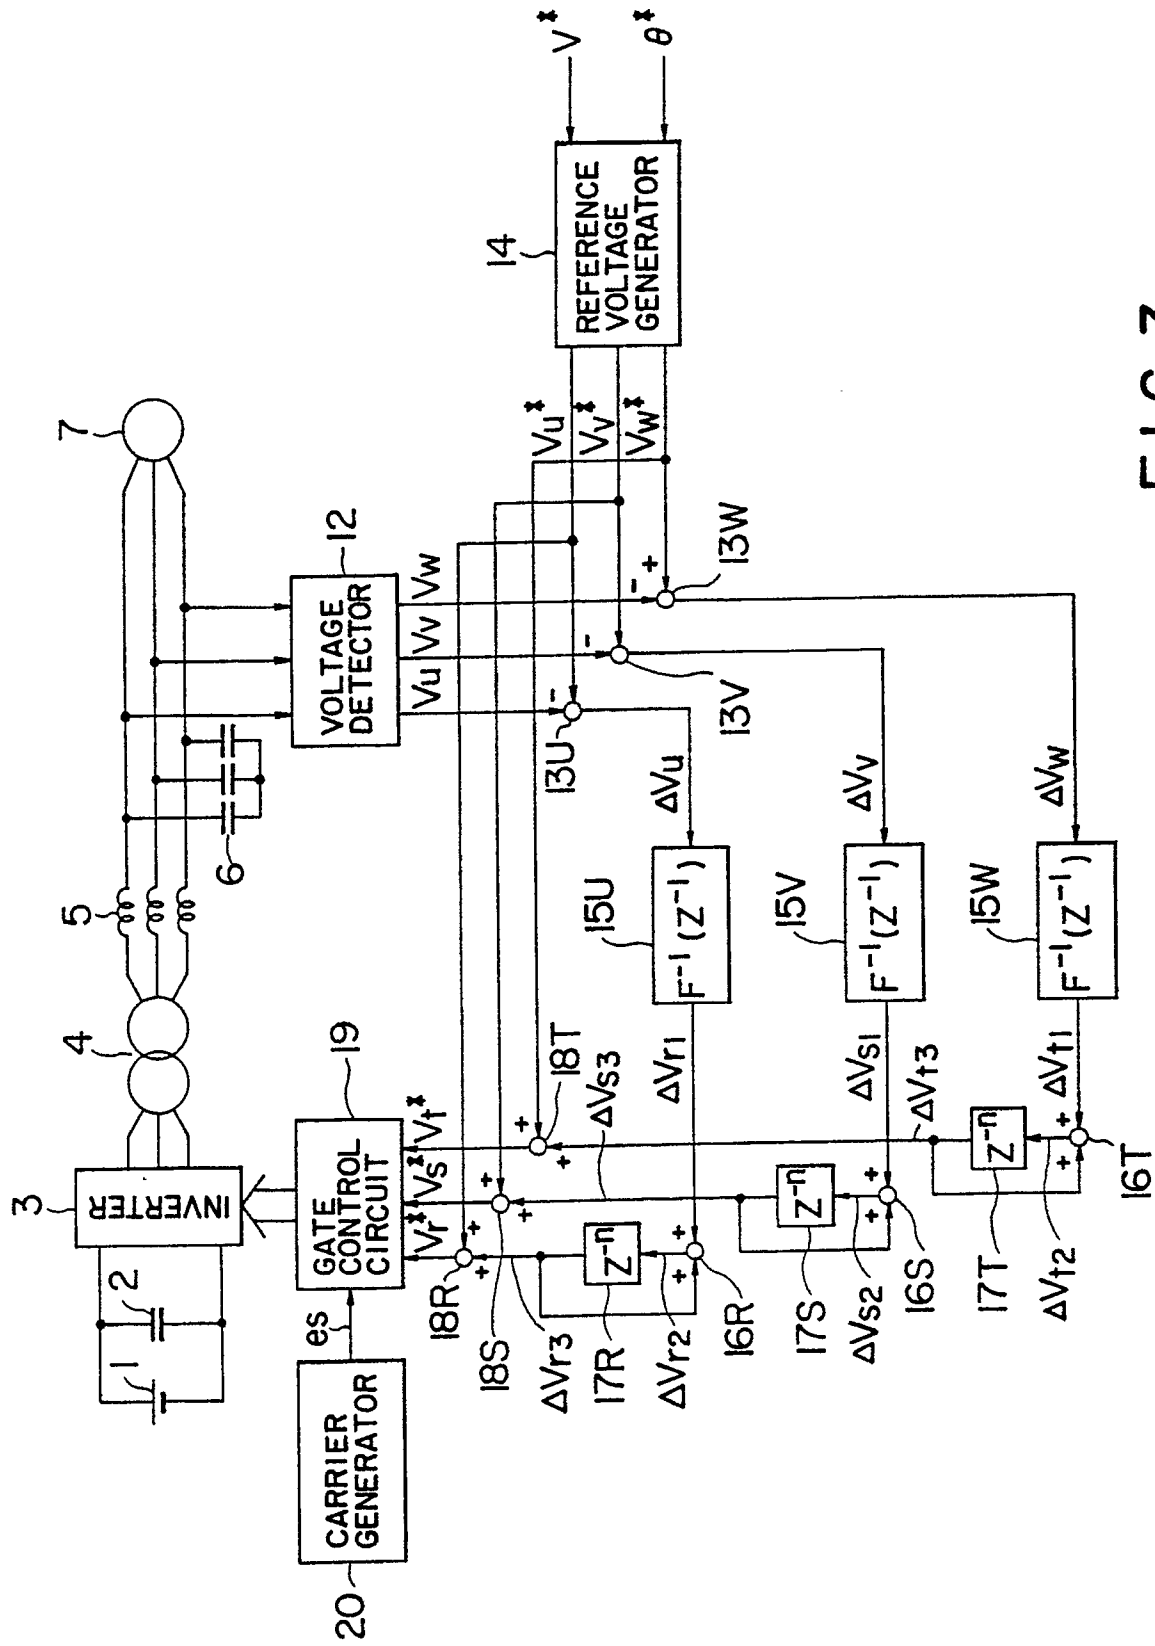 1
2
3
INVERTER
4
5
6
7
20
CARRIER
GENERATOR
es
19
GATE
CONTROL
CIRCUIT
Vr*
Vs*
Vt*
12
VOLTAGE
DETECTOR
Vu
Vv
Vw
14
REFERENCE
VOLTAGE
GENERATOR
V*
θ*
Vu*
Vv*
Vw*
18R
18S
18T
+
+
+
+
+
+
13U
13V
13W
-
-
-
+
ΔVu
ΔVv
ΔVw
15U
F⁻¹(Z⁻¹)
15V
F⁻¹(Z⁻¹)
15W
F⁻¹(Z⁻¹)
ΔVr1
ΔVs1
ΔVt1
ΔVr3
ΔVs3
ΔVt3
17R
Z⁻ⁿ
17S
Z⁻ⁿ
17T
Z⁻ⁿ
ΔVr2
ΔVs2
ΔVt2
+
+
+
+
+
+
16R
16S
16T